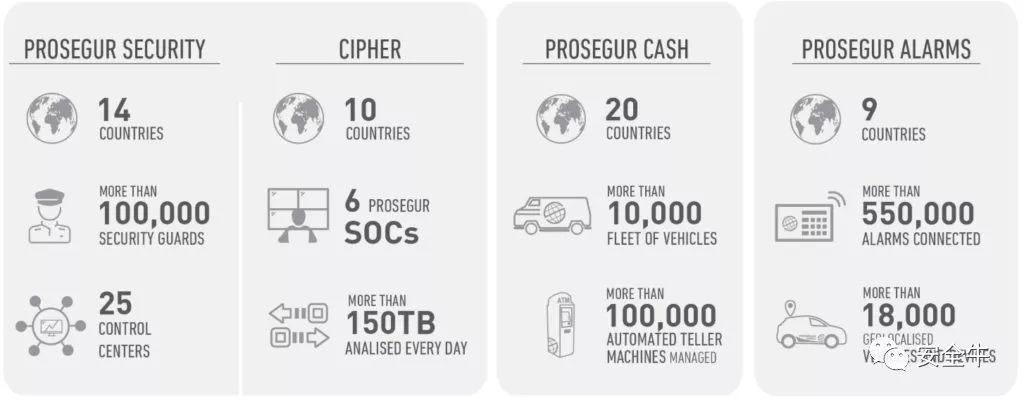 PROSEGUR SECURITY
14
COUNTRIES
MORE THAN
100,000
SECURITY GUARDS
25
CONTROL
CENTERS
CIPHER
10
COUNTRIES
6 PROSEGUR
SOCs
MORE THAN
150TB
ANALISED EVERY DAY
PROSEGUR CASH
20
COUNTRIES
MORE THAN
10,000
FLEET OF VEHICLES
ATM
MORE THAN
100,000
AUTOMATED TELLER
MACHINES MANAGED
PROSEGUR ALARMS
9
COUNTRIES
MORE THAN
550,000
ALARMS CONNECTED
MORE THAN
18,000
GEOLOCALISED
安全牛